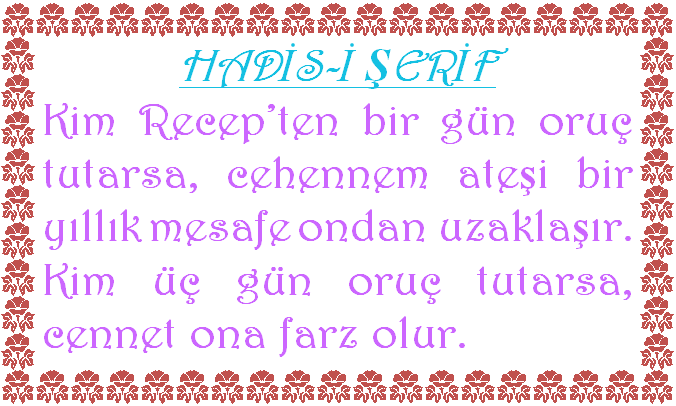 HADİS-İ ŞERİF
Kim Recep'ten bir gün oruç
tutarsa, cehennem ateşi bir
yıllık mesafe ondan uzaklaşır.
Kim üç gün oruç tutarsa,
cennet ona farz olur.